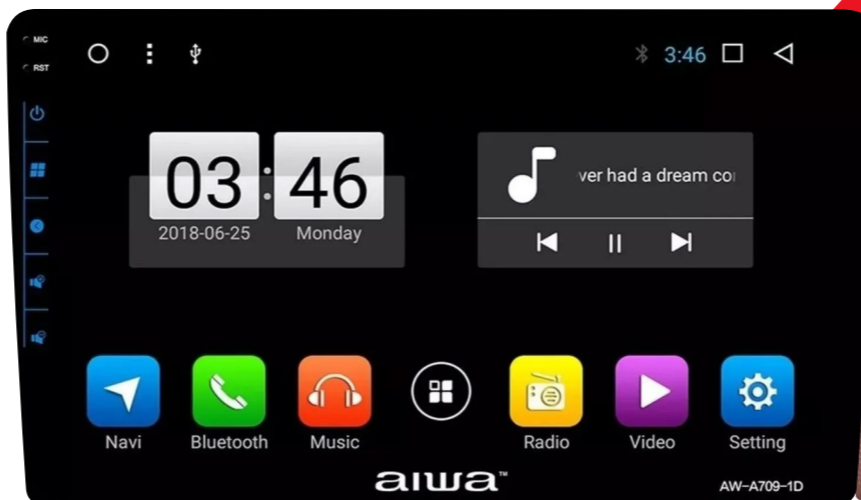 MIC
3:46
RST
03:46
2018-06-25 Monday
ver had a dream co
Navi Bluetooth Music Radio Video Setting
aiwa™
AW-A709-1D